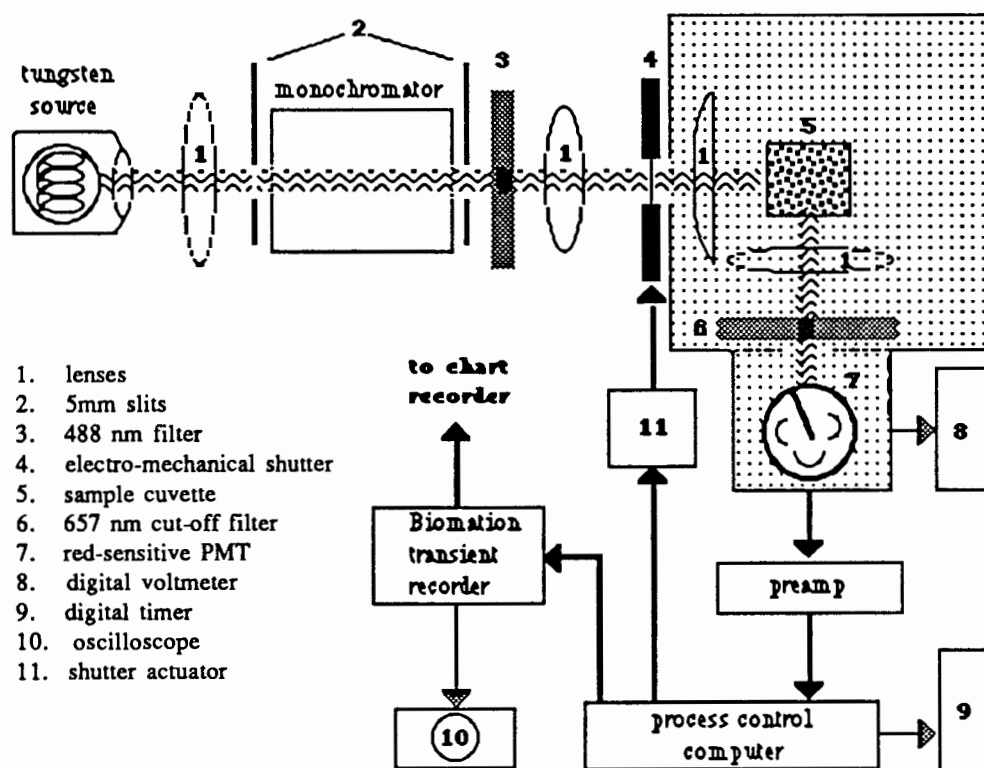 2
tungsten
source
monochromator
3
4
5
1
1
1
1
6
7
to chart
recorder
11
8
1. lenses
2. 5mm slits
3. 488 nm filter
4. electro-mechanical shutter
5. sample cuvette
6. 657 nm cut-off filter
7. red-sensitive PMT
8. digital voltmeter
9. digital timer
10. oscilloscope
11. shutter actuator
Biomation
transient
recorder
preamp
10
process control
computer
9